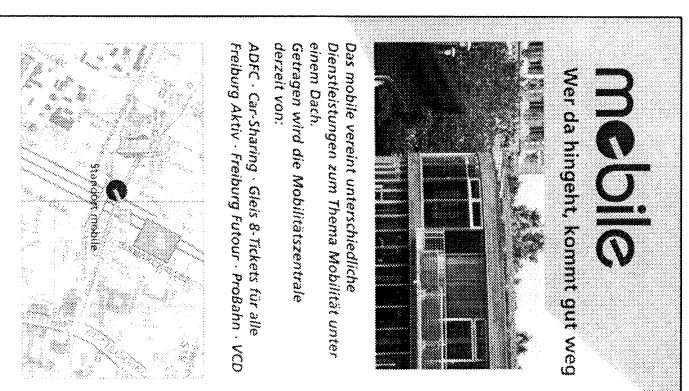 mobile
Wer da hingeht, kommt gut weg
Das mobile vereint unterschiedliche
Dienstleistungen zum Thema Mobilität unter
einem Dach.
Getragen wird die Mobilitätszentrale
derzeit von:
ADFC · Car-Sharing · Gleis 8-Tickets für alle
Freiburg Aktiv · Freiburg Futour · ProBahn · VCD
Standort mobile